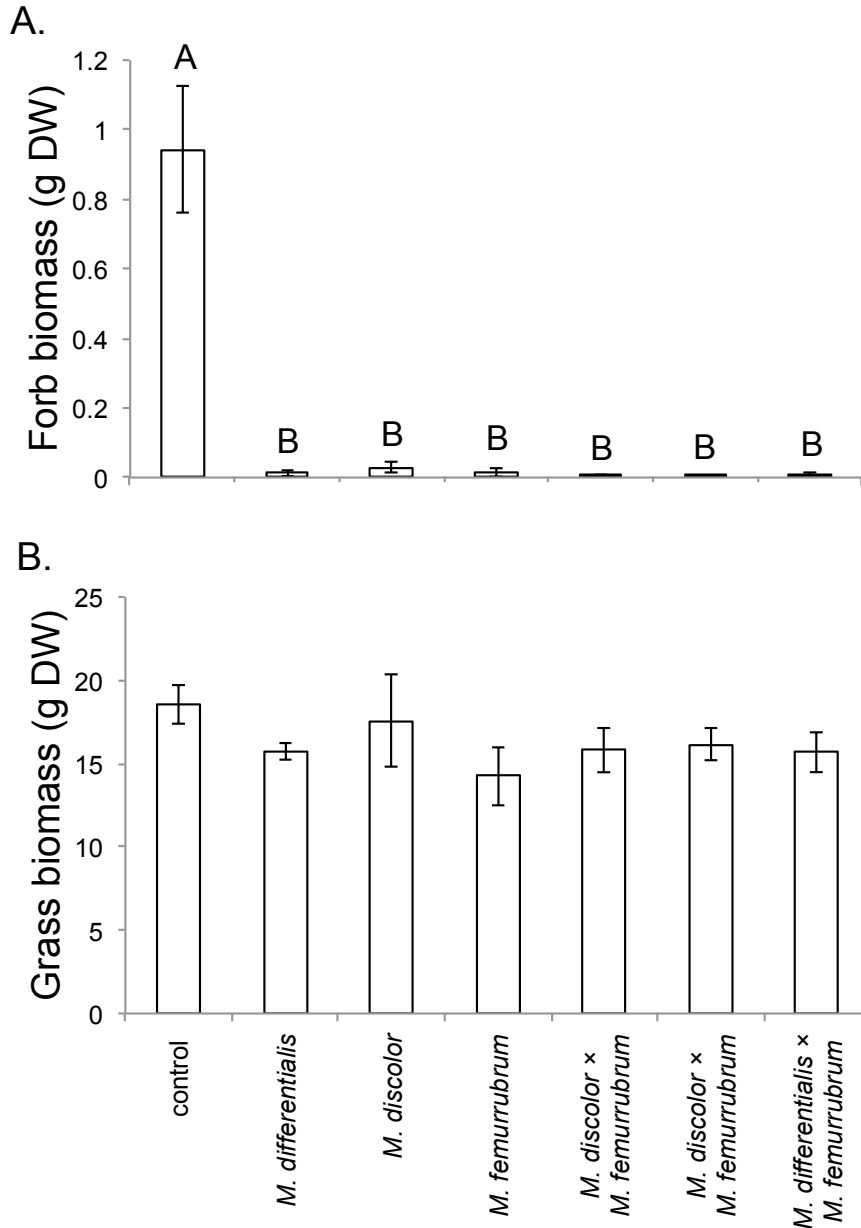 A.
Forb biomass (g DW)
1.2
1
0.8
0.6
0.4
0.2
0
A
B
B
B
B
B
B
B.
Grass biomass (g DW)
25
20
15
10
5
0
control
M. differentialis
M. discolor
M. femurrubrum
M. discolor ×
M. femurrubrum
M. discolor ×
M. femurrubrum
M. differentialis ×
M. femurrubrum